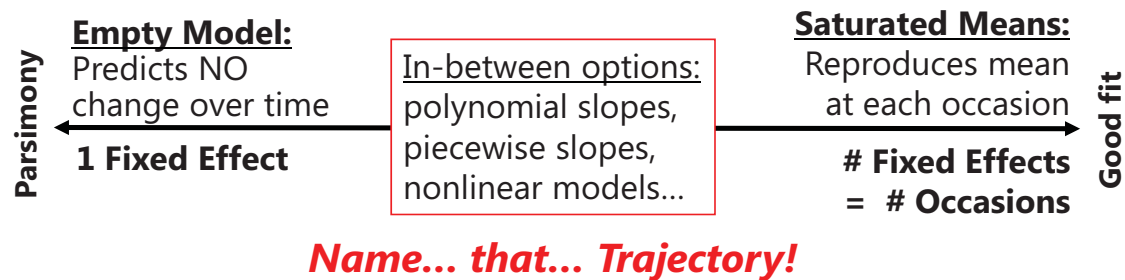 Parsimony
Empty Model:
Predicts NO
change over time
1 Fixed Effect
In-between options:
polynomial slopes,
piecewise slopes,
nonlinear models...
Saturated Means:
Reproduces mean
at each occasion
# Fixed Effects
= # Occasions
Good fit
Name... that... Trajectory!